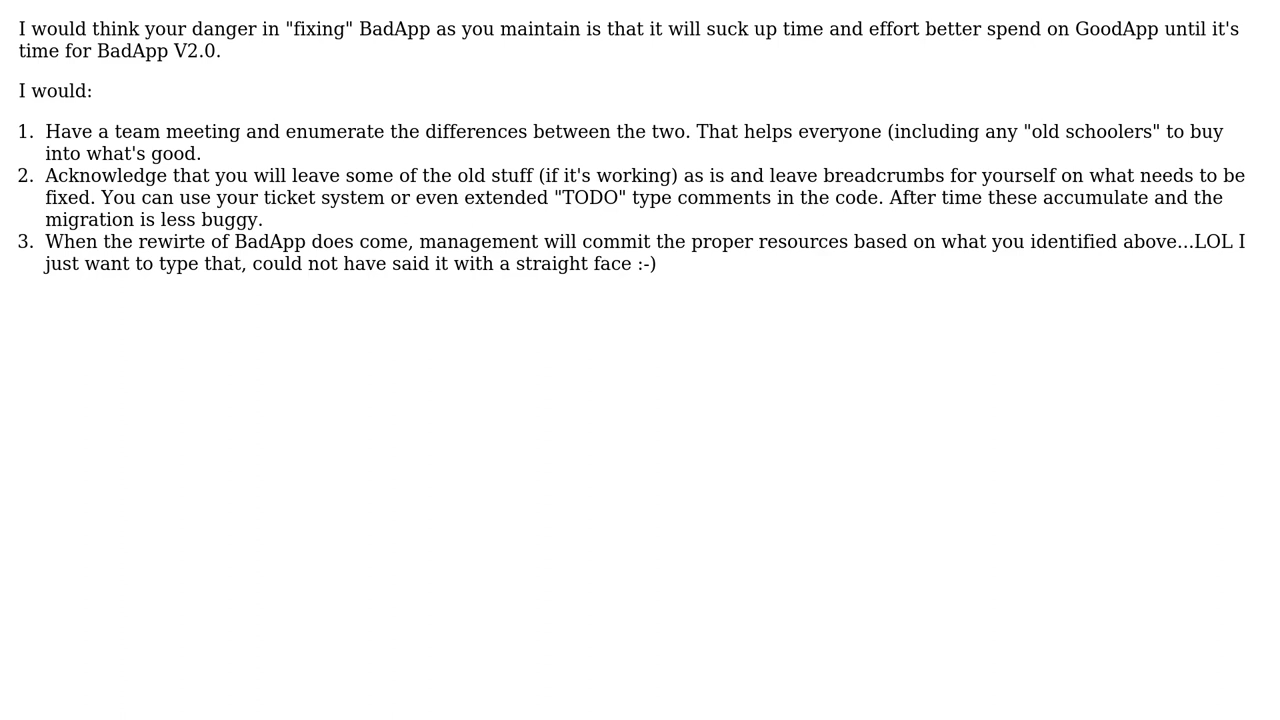 I would think your danger in "fixing" BadApp as you maintain is that it will suck up time and effort better spend on GoodApp until it's
time for BadApp V2.0.
I would:
1. Have a team meeting and enumerate the differences between the two. That helps everyone (including any "old schoolers" to buy
into what's good.
2. Acknowledge that you will leave some of the old stuff (if it's working) as is and leave breadcrumbs for yourself on what needs to be
fixed. You can use your ticket system or even extended "TODO" type comments in the code. After time these accumulate and the
migration is less buggy.
3. When the rewirte of BadApp does come, management will commit the proper resources based on what you identified above...LOL I
just want to type that, could not have said it with a straight face :-)